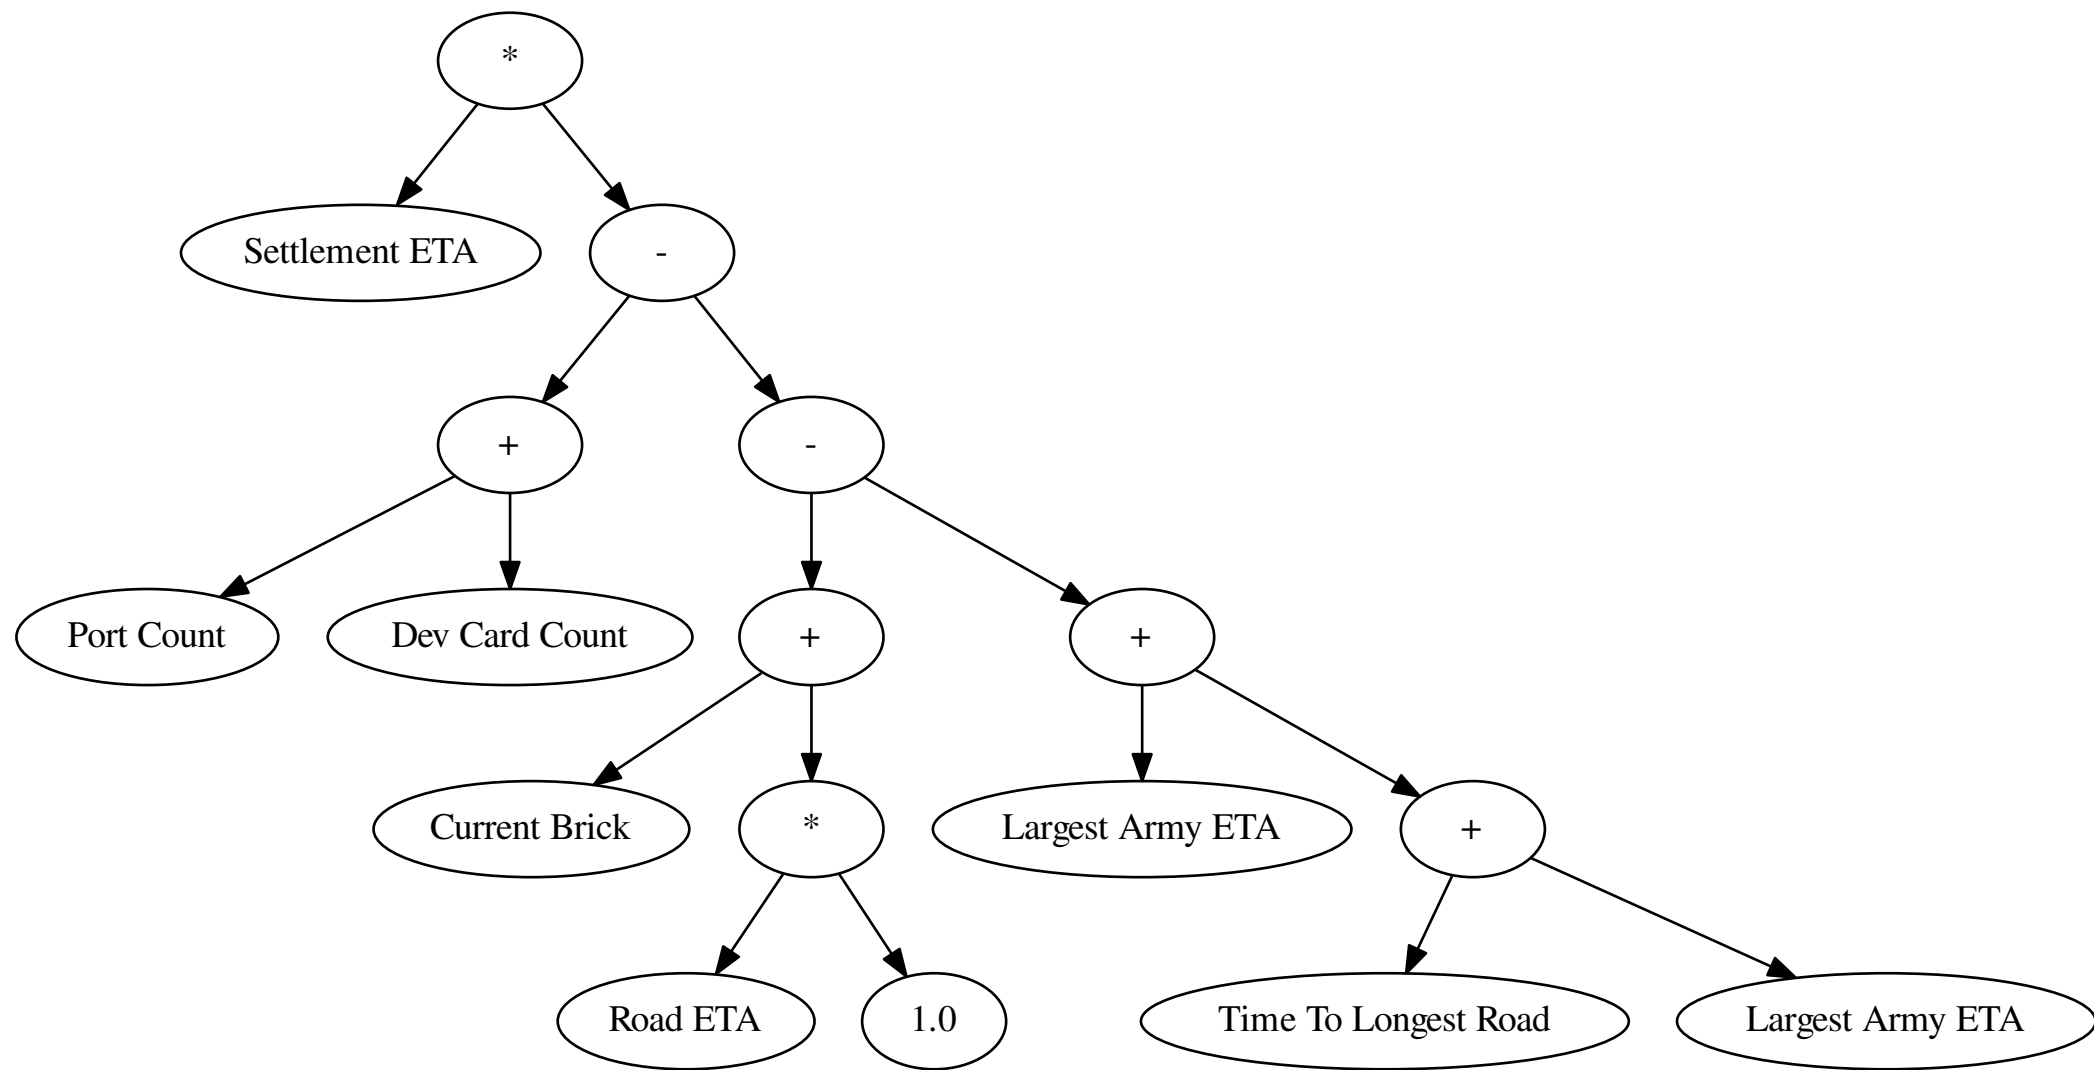 *
Settlement ETA
-
+
-
Port Count
Dev Card Count
+
+
Current Brick
*
Largest Army ETA
+
Road ETA
1.0
Time To Longest Road
Largest Army ETA